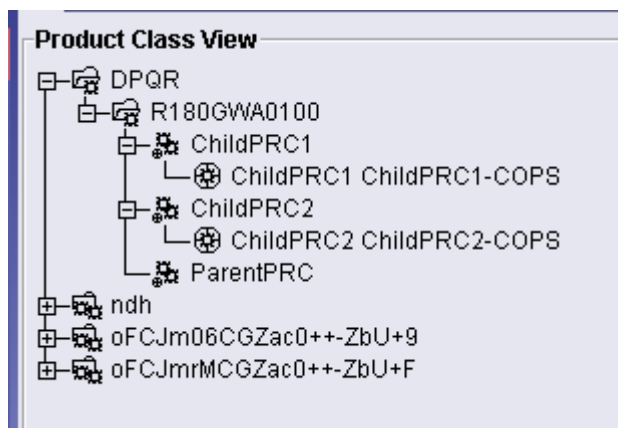 Product Class View
DPQR
R180GWA0100
ChildPRC1
ChildPRC1 ChildPRC1-COPS
ChildPRC2
ChildPRC2 ChildPRC2-COPS
ParentPRC
ndh
oFCJm06CGZac0++-ZbU+9
oFCJmrMCGZac0++-ZbU+F